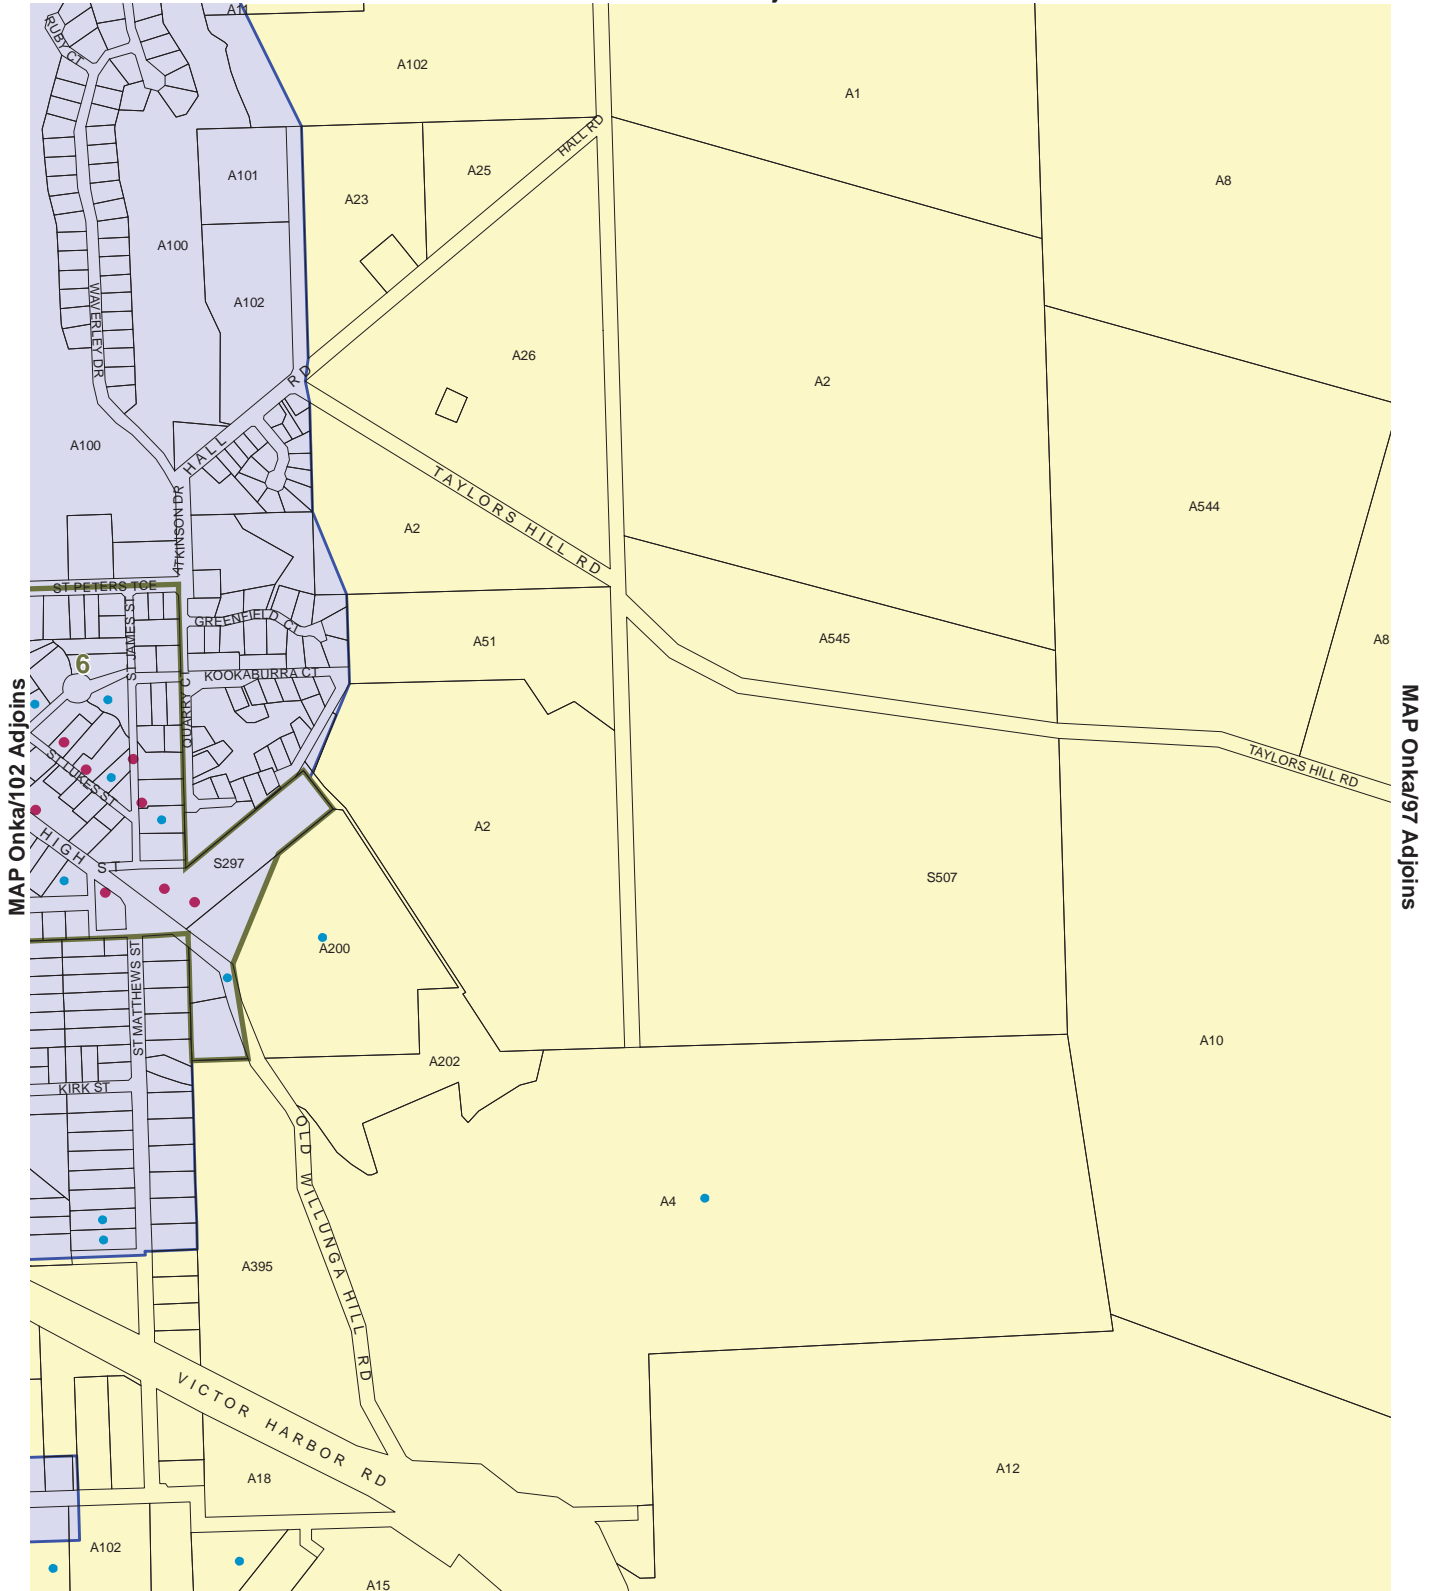 A11
RUBY CT
A102
A1
HALL RD
A101
A25
A8
A23
A100
WAVERLEY DR
A102
A26
A2
HALL RD
A100
TAYLORS HILL RD
ATKINSON DR
A544
A2
ST PETERS TCE
ST JAMES ST
GREENFIELD CT
A51
A545
A8
6
KOOKABURRA CT
QUARRY CT
MAP Onka/102 Adjoins
MAP Onka/97 Adjoins
TAYLORS HILL RD
ST LUKES ST
HIGH ST
A2
S297
S507
A200
ST MATTHEWS ST
A10
A202
KIRK ST
OLD WILLUNGA HILL RD
A4
A395
VICTOR HARBOR RD
A18
A12
A102
A15